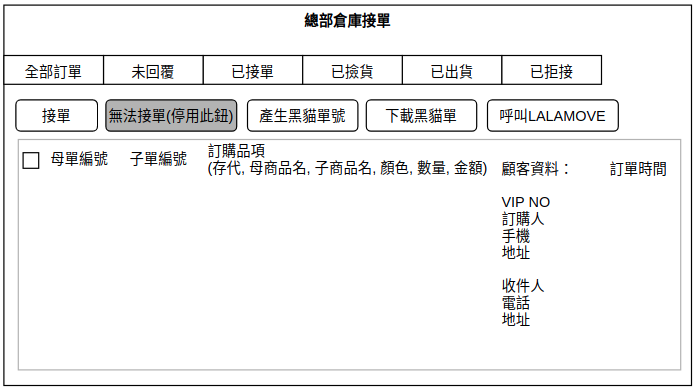 總部倉庫接單
全部訂單 未回覆 已接單 已撿貨 已出貨 已拒接
接單 無法接單(停用此鈕) 產生黑貓單號 下載黑貓單 呼叫LALAMOVE
母單編號 子單編號 訂購品項
(存代, 母商品名, 子商品名, 顏色, 數量, 金額) 顧客資料： 訂單時間
VIP NO
訂購人
手機
地址
收件人
電話
地址